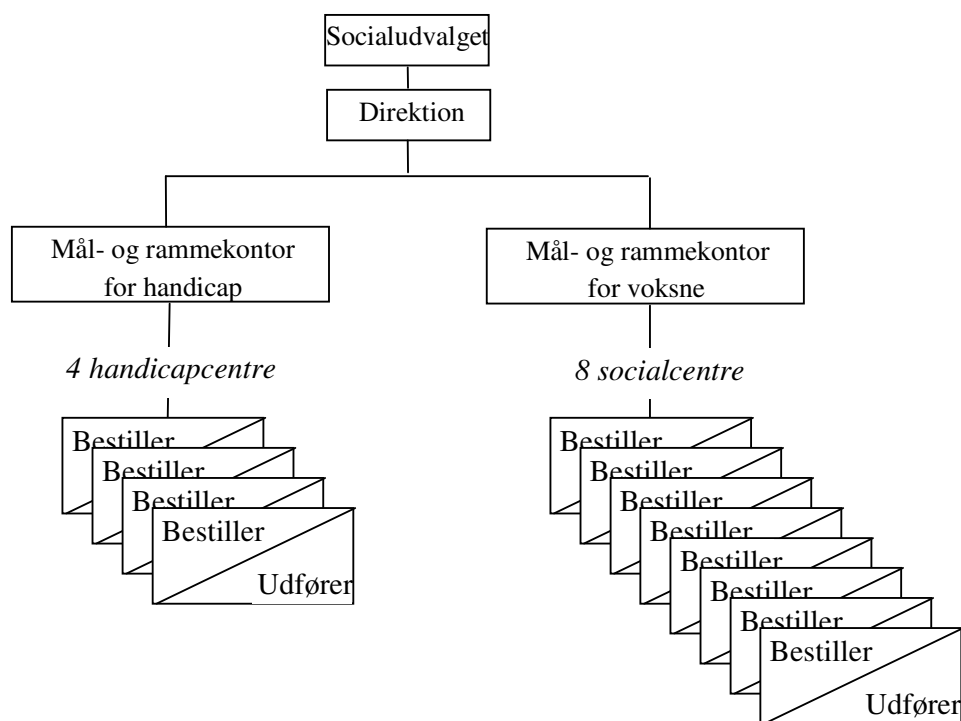 Socialudvalget
Direktion
Mål- og rammekontor
for handicap
Mål- og rammekontor
for voksne
4 handicapcentre
8 socialcentre
Bestiller
Bestiller
Bestiller
Bestiller
Udfører
Bestiller
Bestiller
Bestiller
Bestiller
Bestiller
Bestiller
Bestiller
Bestiller
Udfører